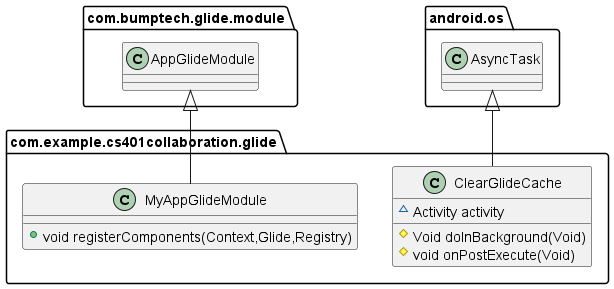 com.bumptech.glide.module
android.os
C AppGlideModule
C AsyncTask
com.example.cs401collaboration.glide
C MyAppGlideModule
void registerComponents(Context,Glide,Registry)
C ClearGlideCache
Activity activity
Void doInBackground(Void)
void onPostExecute(Void)